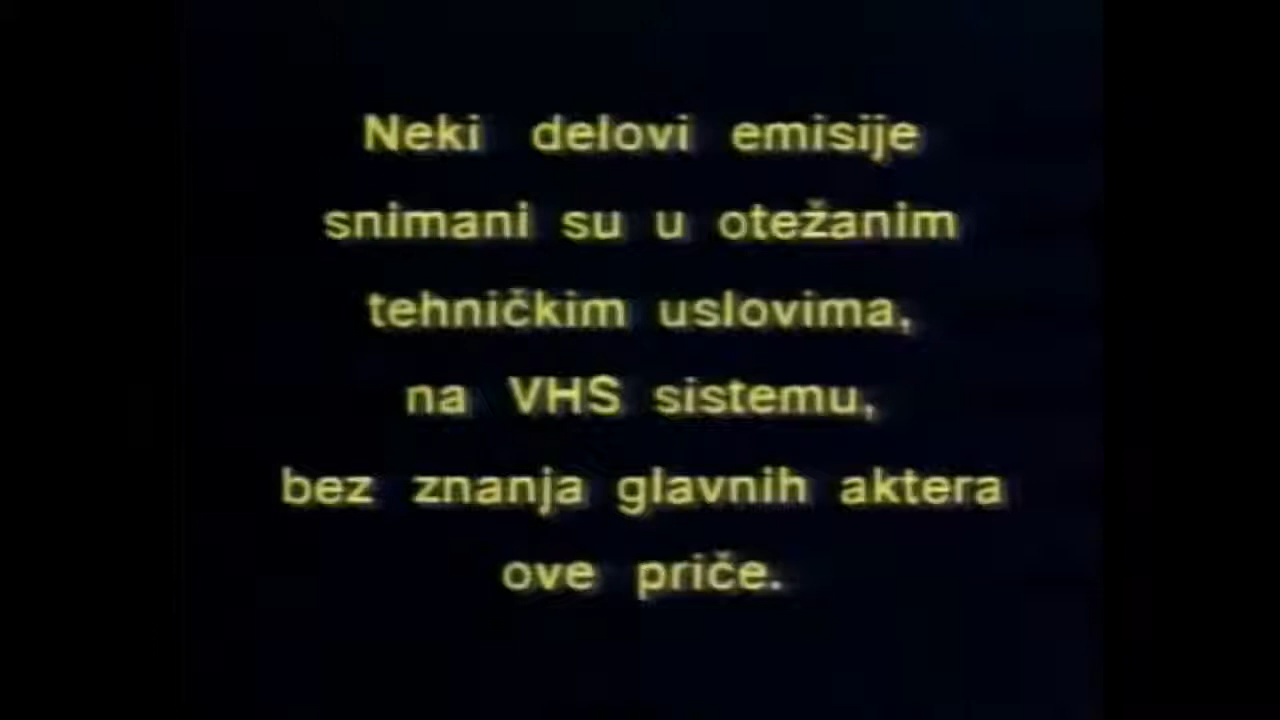 Neki delovi emisije
snimani su u otežanim
tehničkim uslovima,
na VHS sistemu,
bez znanja glavnih aktera
ove priče.